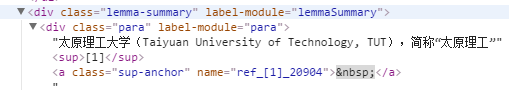 <div class="lemma-summary" label-module="lemmaSummary">
<div class="para" label-module="para">
"太原理工大学（Taiyuan University of Technology, TUT），简称“太原理工”"
<sup>[1]</sup>
<a class="sup-anchor" name="ref_[1]_20904">&nbsp;</a>
"